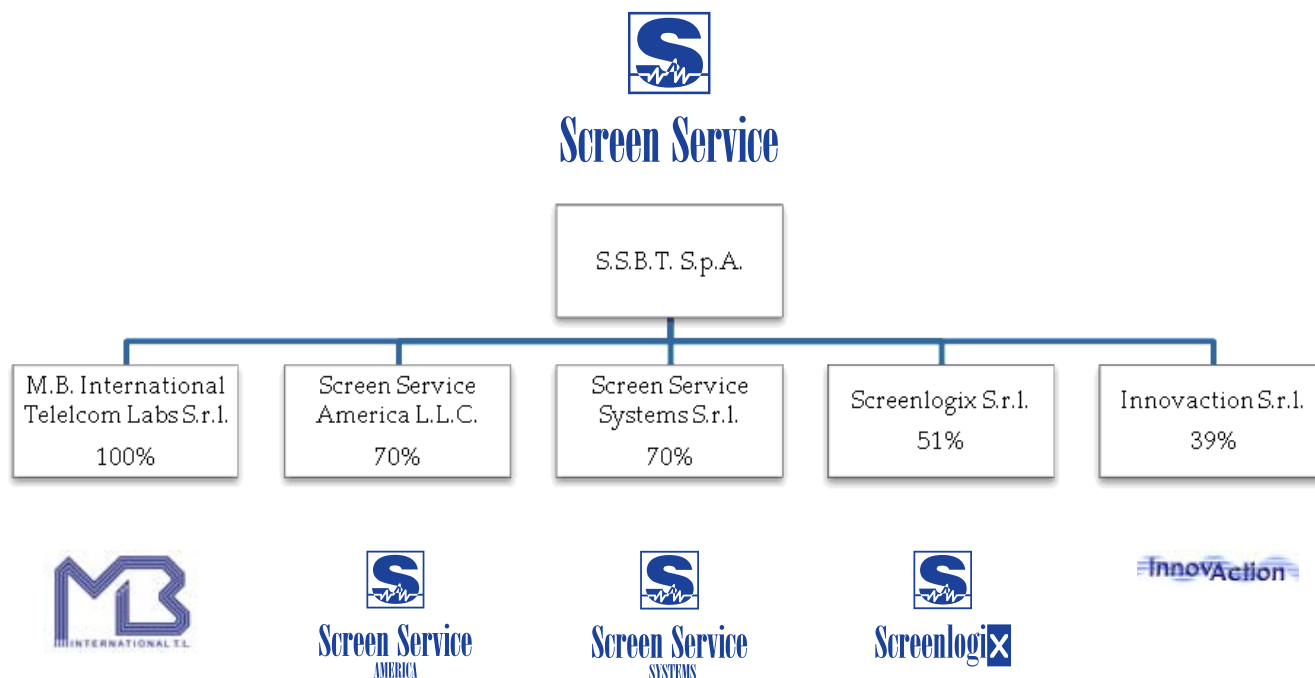 S
Screen Service
S.S.B.T. S.p.A.
M.B. International
Telelcom Labs S.r.l.
100%
Screen Service
America L.L.C.
70%
Screen Service
Systems S.r.l.
70%
Screenlogix S.r.l.
51%
Innovaction S.r.l.
39%
MB
INTERNATIONAL T.L.
S
Screen Service
AMERICA
S
Screen Service
SYSTEMS
S
Screenlogix
InnovAction